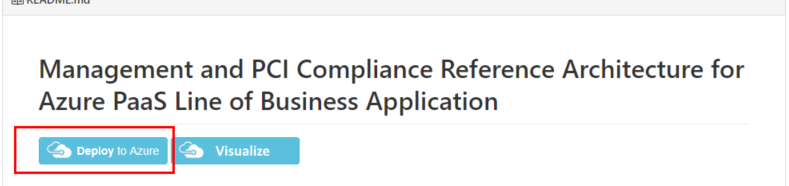 README.md
Management and PCI Compliance Reference Architecture for
Azure PaaS Line of Business Application
Deploy to Azure Visualize